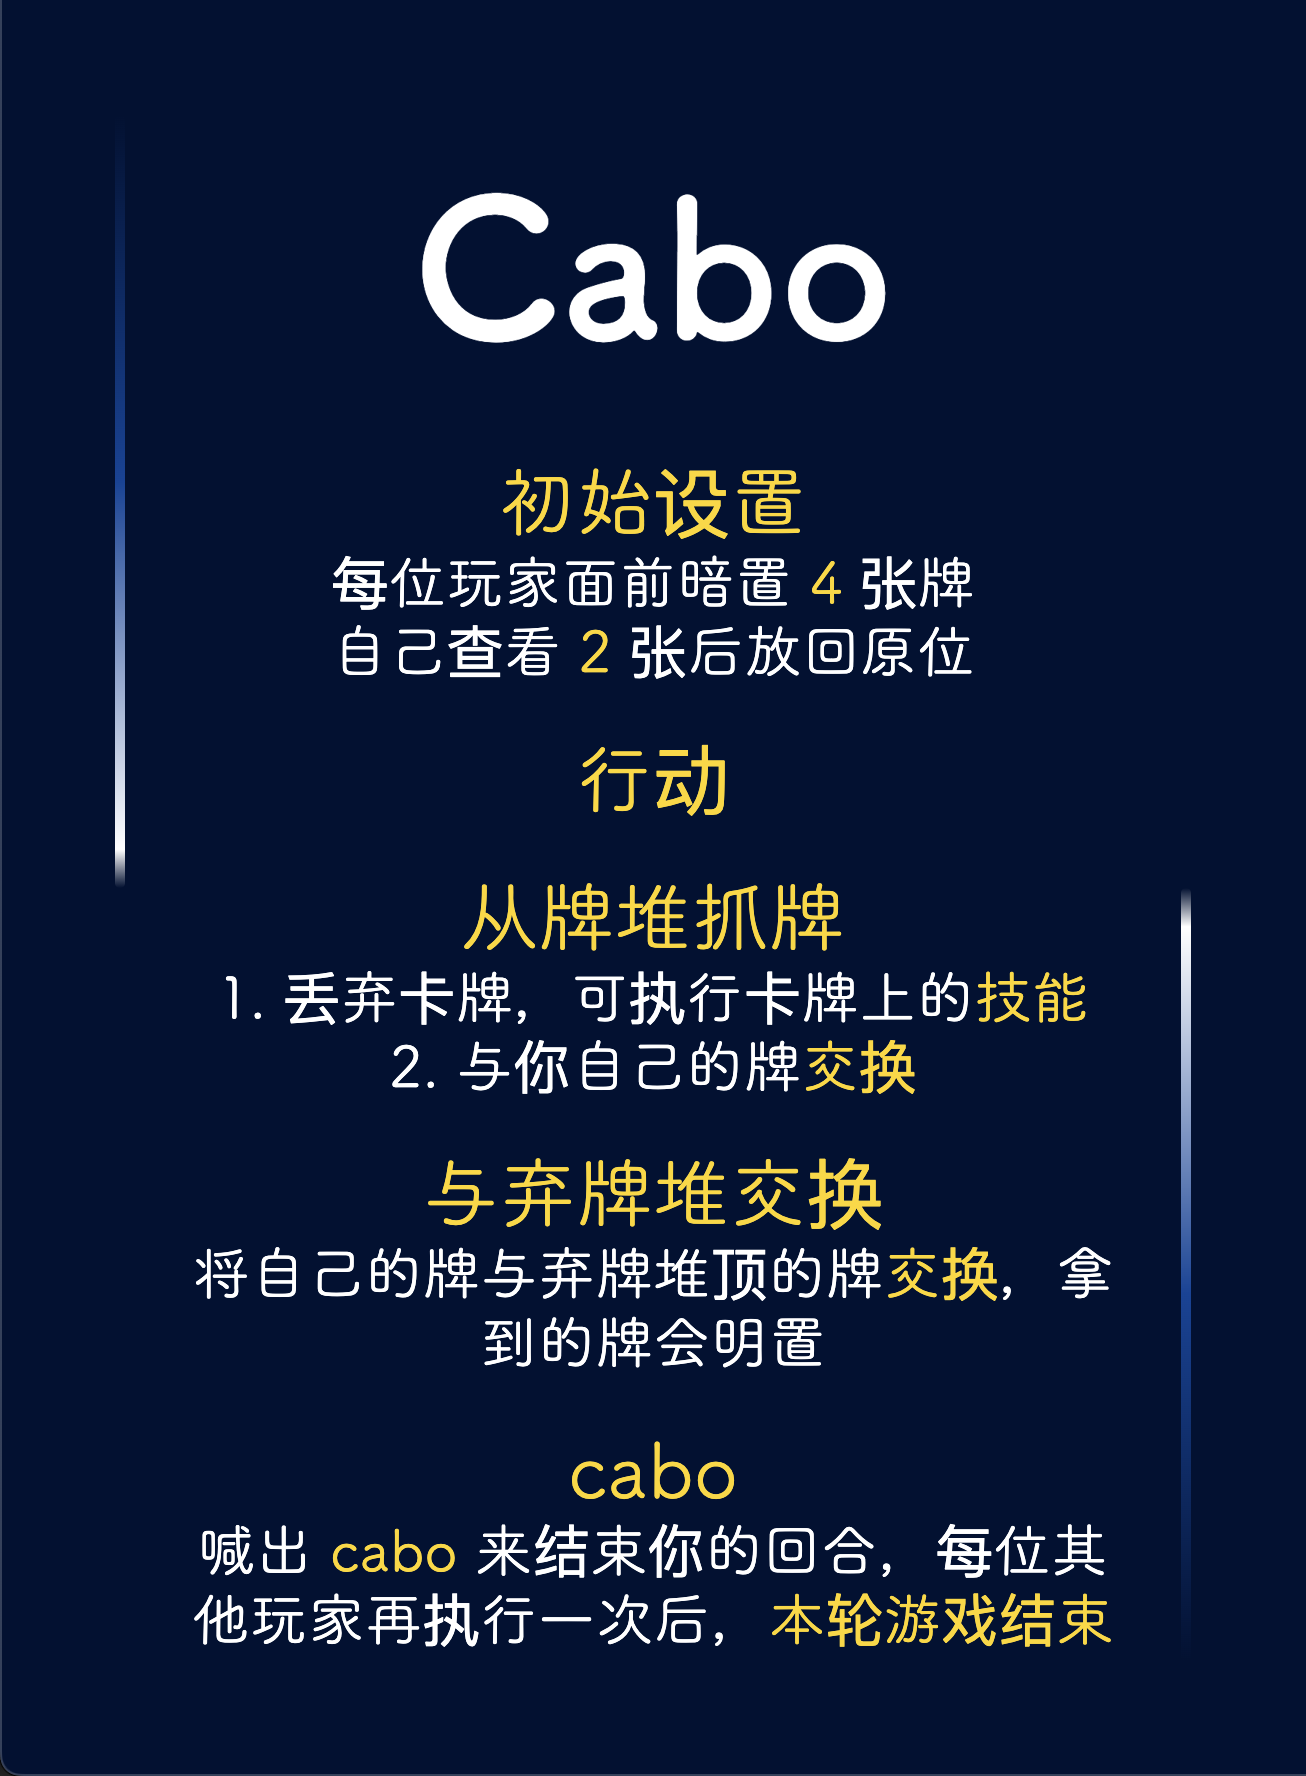 Cabo
初始设置
每位玩家面前暗置 4 张牌
自己查看 2 张后放回原位
行动
从牌堆抓牌
1. 丢弃卡牌，可执行卡牌上的技能
2. 与你自己的牌交换
与弃牌堆交换
将自己的牌与弃牌堆顶的牌交换，拿
到的牌会明置
cabo
喊出 cabo 来结束你的回合，每位其
他玩家再执行一次后，本轮游戏结束